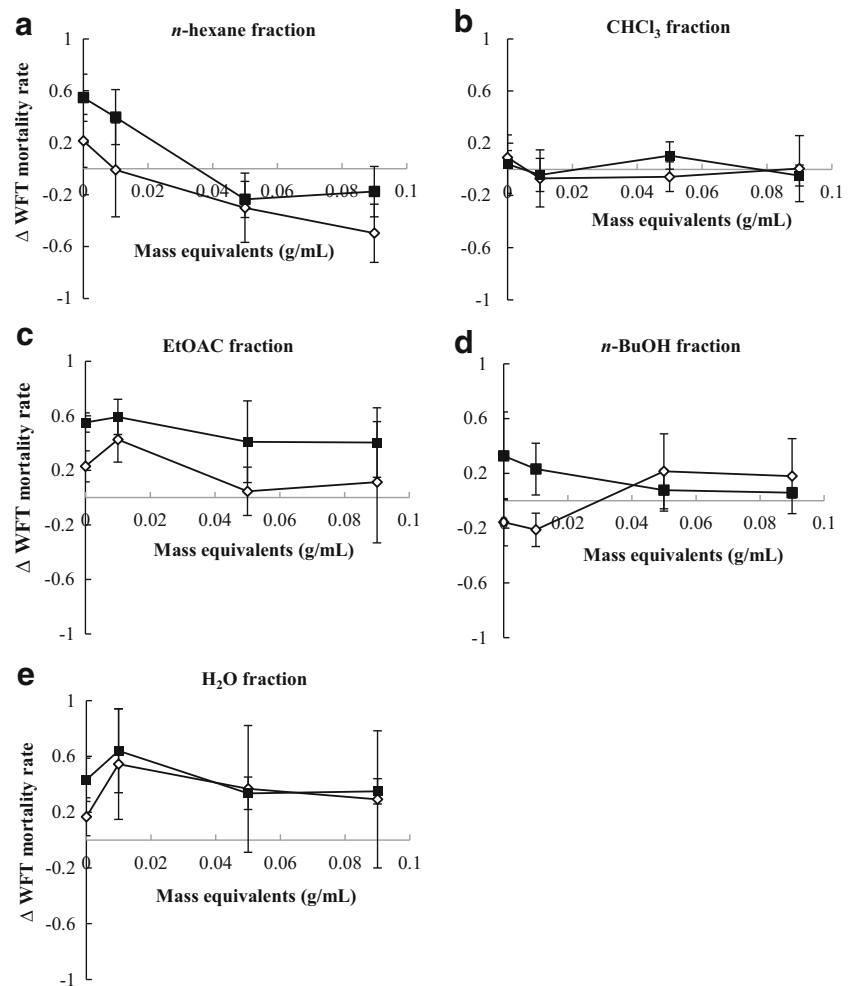 a
n-hexane fraction
Δ WFT mortality rate
1
0.6
0.2
-0.2
-0.6
-1
0 0.02 0.04 0.06 0.08 0.1
Mass equivalents (g/mL)
b
CHCl₃ fraction
1
0.6
0.2
-0.2
-0.6
-1
0 0.02 0.04 0.06 0.08 0.1
Mass equivalents (g/mL)
c
EtOAC fraction
Δ WFT mortality rate
1
0.6
0.2
-0.2
-0.6
-1
0 0.02 0.04 0.06 0.08 0.1
Mass equivalents (g/mL)
d
n-BuOH fraction
1
0.6
0.2
-0.2
-0.6
-1
0 0.02 0.04 0.06 0.08 0.1
Mass equivalents (g/mL)
e
H₂O fraction
Δ WFT mortality rate
1
0.6
0.2
-0.2
-0.6
-1
0 0.02 0.04 0.06 0.08 0.1
Mass equivalents (g/mL)